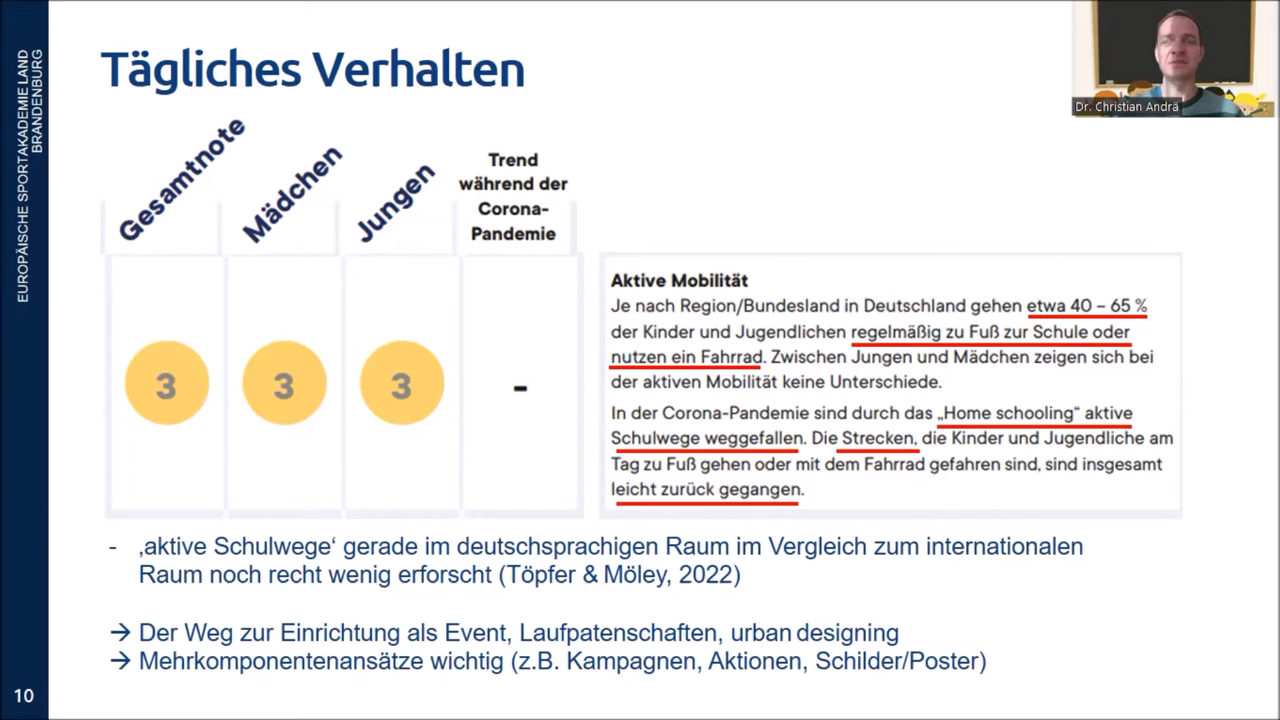 EUROPÄISCHE SPORTAKADEMIE LAND
BRANDENBURG
Tägliches Verhalten
Dr. Christian Andrä
Gesamtnote
Mädchen
Jungen
Trend
während der
Corona-
Pandemie
3
3
3
-
Aktive Mobilität
Je nach Region/Bundesland in Deutschland gehen etwa 40 – 65 %
der Kinder und Jugendlichen regelmäßig zu Fuß zur Schule oder
nutzen ein Fahrrad. Zwischen Jungen und Mädchen zeigen sich bei
der aktiven Mobilität keine Unterschiede.
In der Corona-Pandemie sind durch das „Home schooling“ aktive
Schulwege weggefallen. Die Strecken, die Kinder und Jugendliche am
Tag zu Fuß gehen oder mit dem Fahrrad gefahren sind, sind insgesamt
leicht zurück gegangen.
- ‚aktive Schulwege‘ gerade im deutschsprachigen Raum im Vergleich zum internationalen
Raum noch recht wenig erforscht (Töpfer & Möley, 2022)
→ Der Weg zur Einrichtung als Event, Laufpatenschaften, urban designing
→ Mehrkomponentenansätze wichtig (z.B. Kampagnen, Aktionen, Schilder/Poster)
10